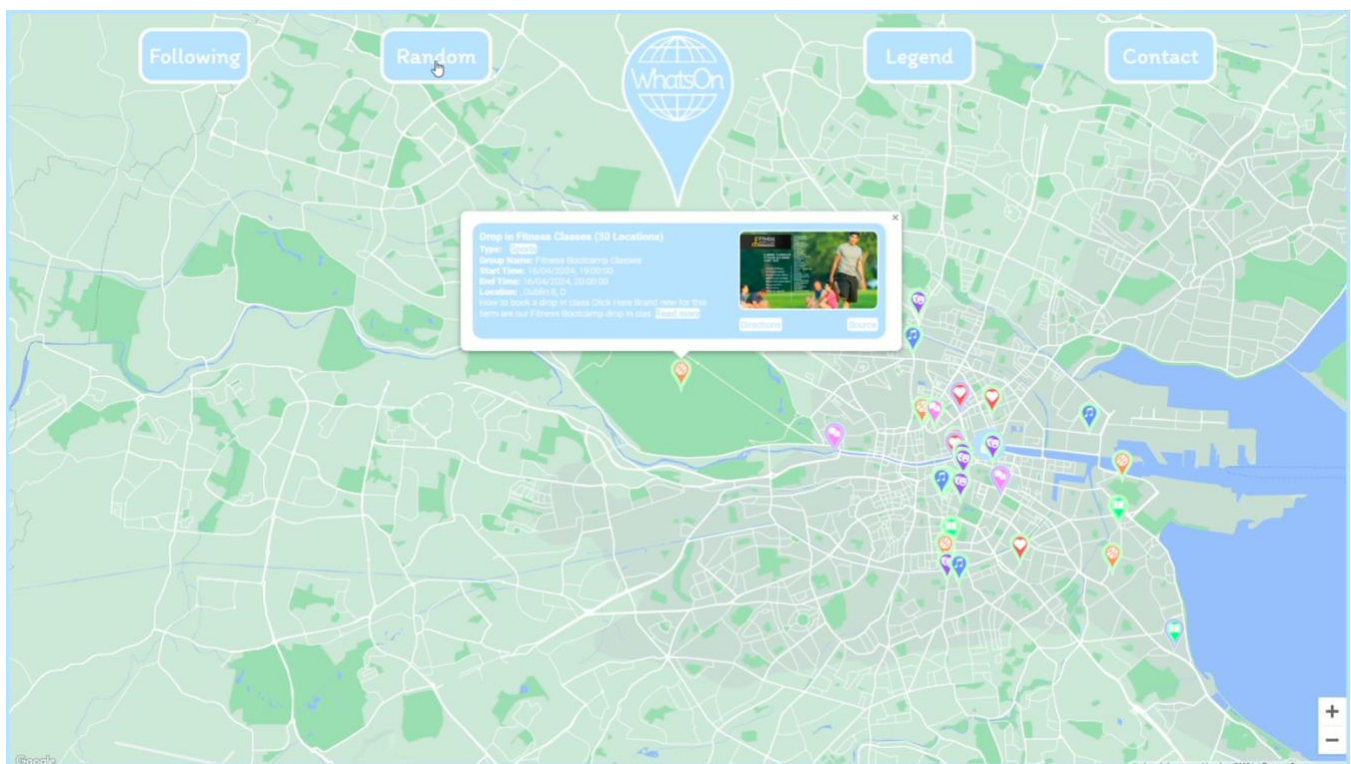 Following
Random
WhatsOn
Legend
Contact
Drop in Fitness Classes (30 Locations)
Type: Sports
Group Name: Fitness Bootcamp Classes
Start Time: 16/04/2024, 19:00:00
End Time: 16/04/2024, 20:00:00
Location: , Dublin 9, D
How to book a drop in class Click Here Brand new for this
term are our Fitness Bootcamp drop in clas Read more
Directions
Source
+
−
Google